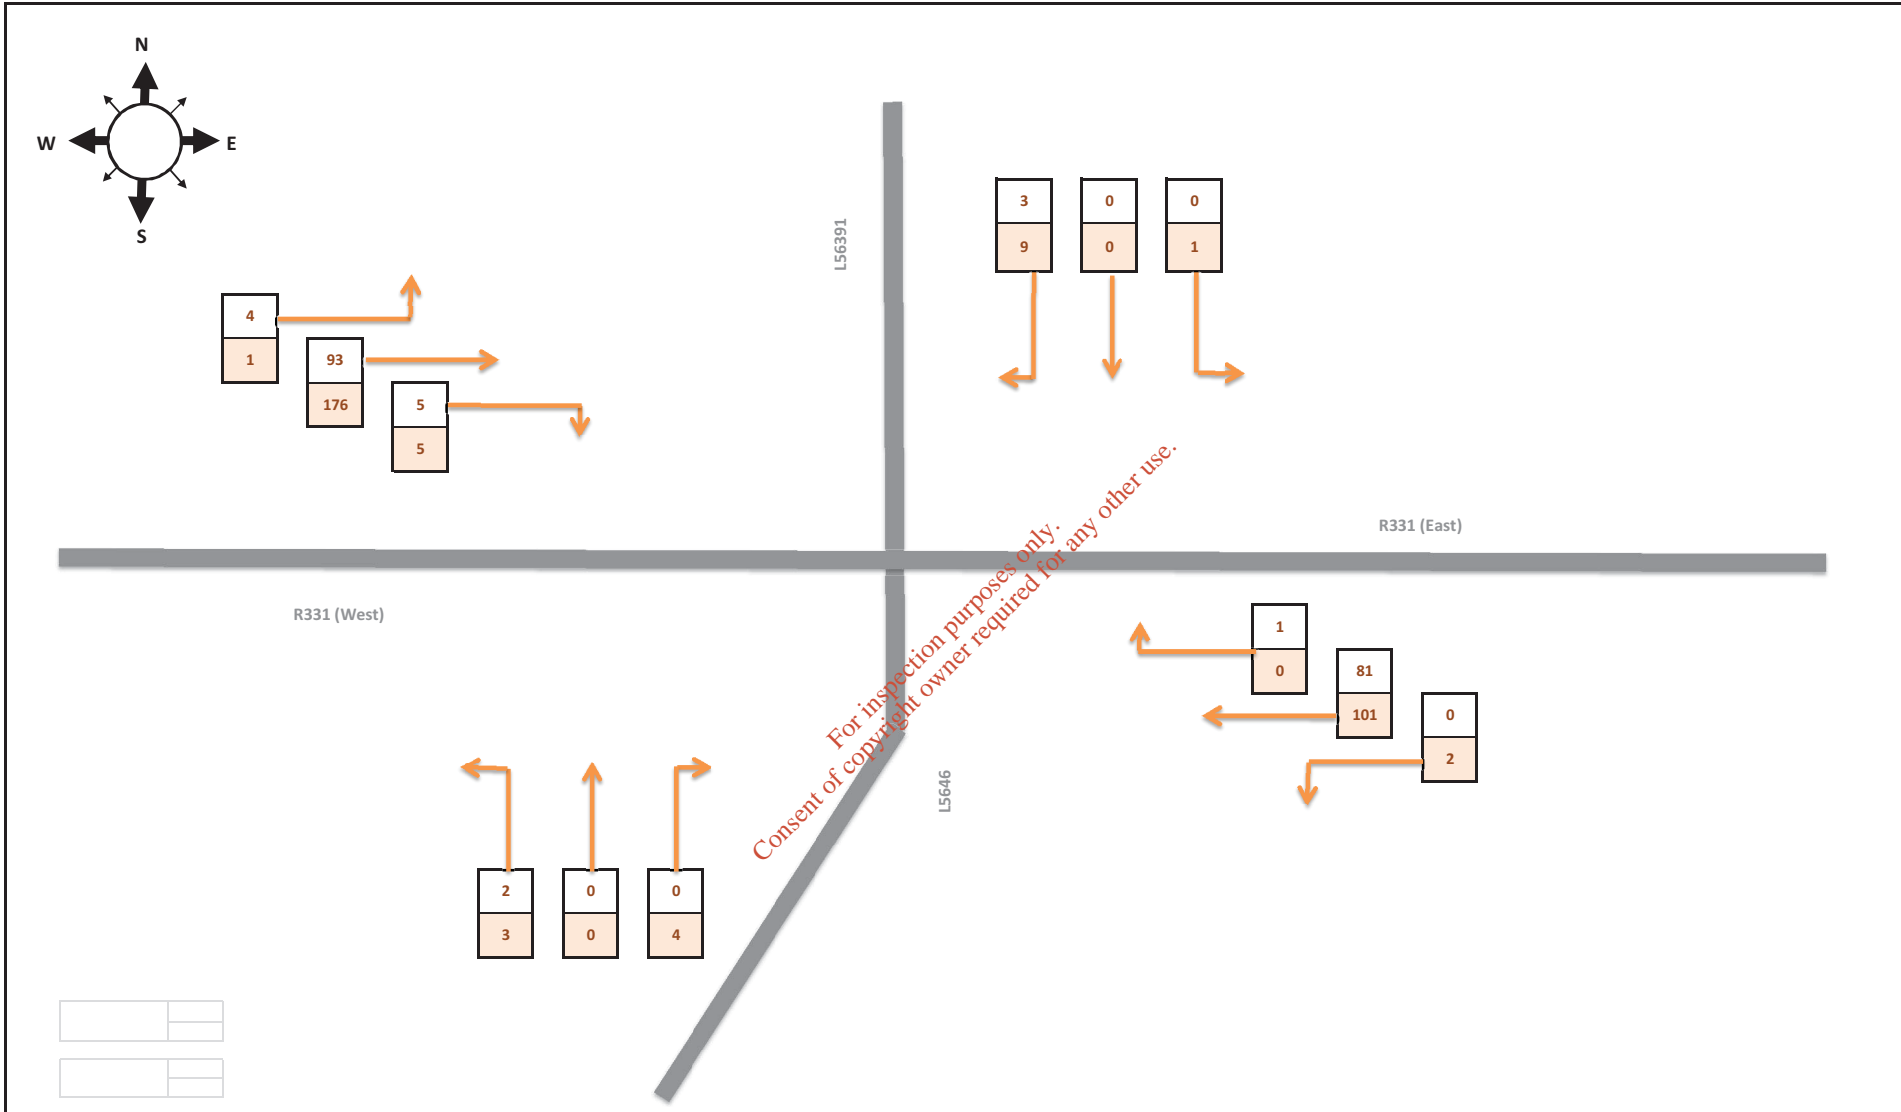 N
W
E
S
L56391
3
0
0
9
0
1
4
1
93
176
5
5
R331 (East)
R331 (West)
For inspection purposes only.
Consent of copyright owner required for any other use.
1
0
81
101
0
2
L5646
2
0
0
3
0
4